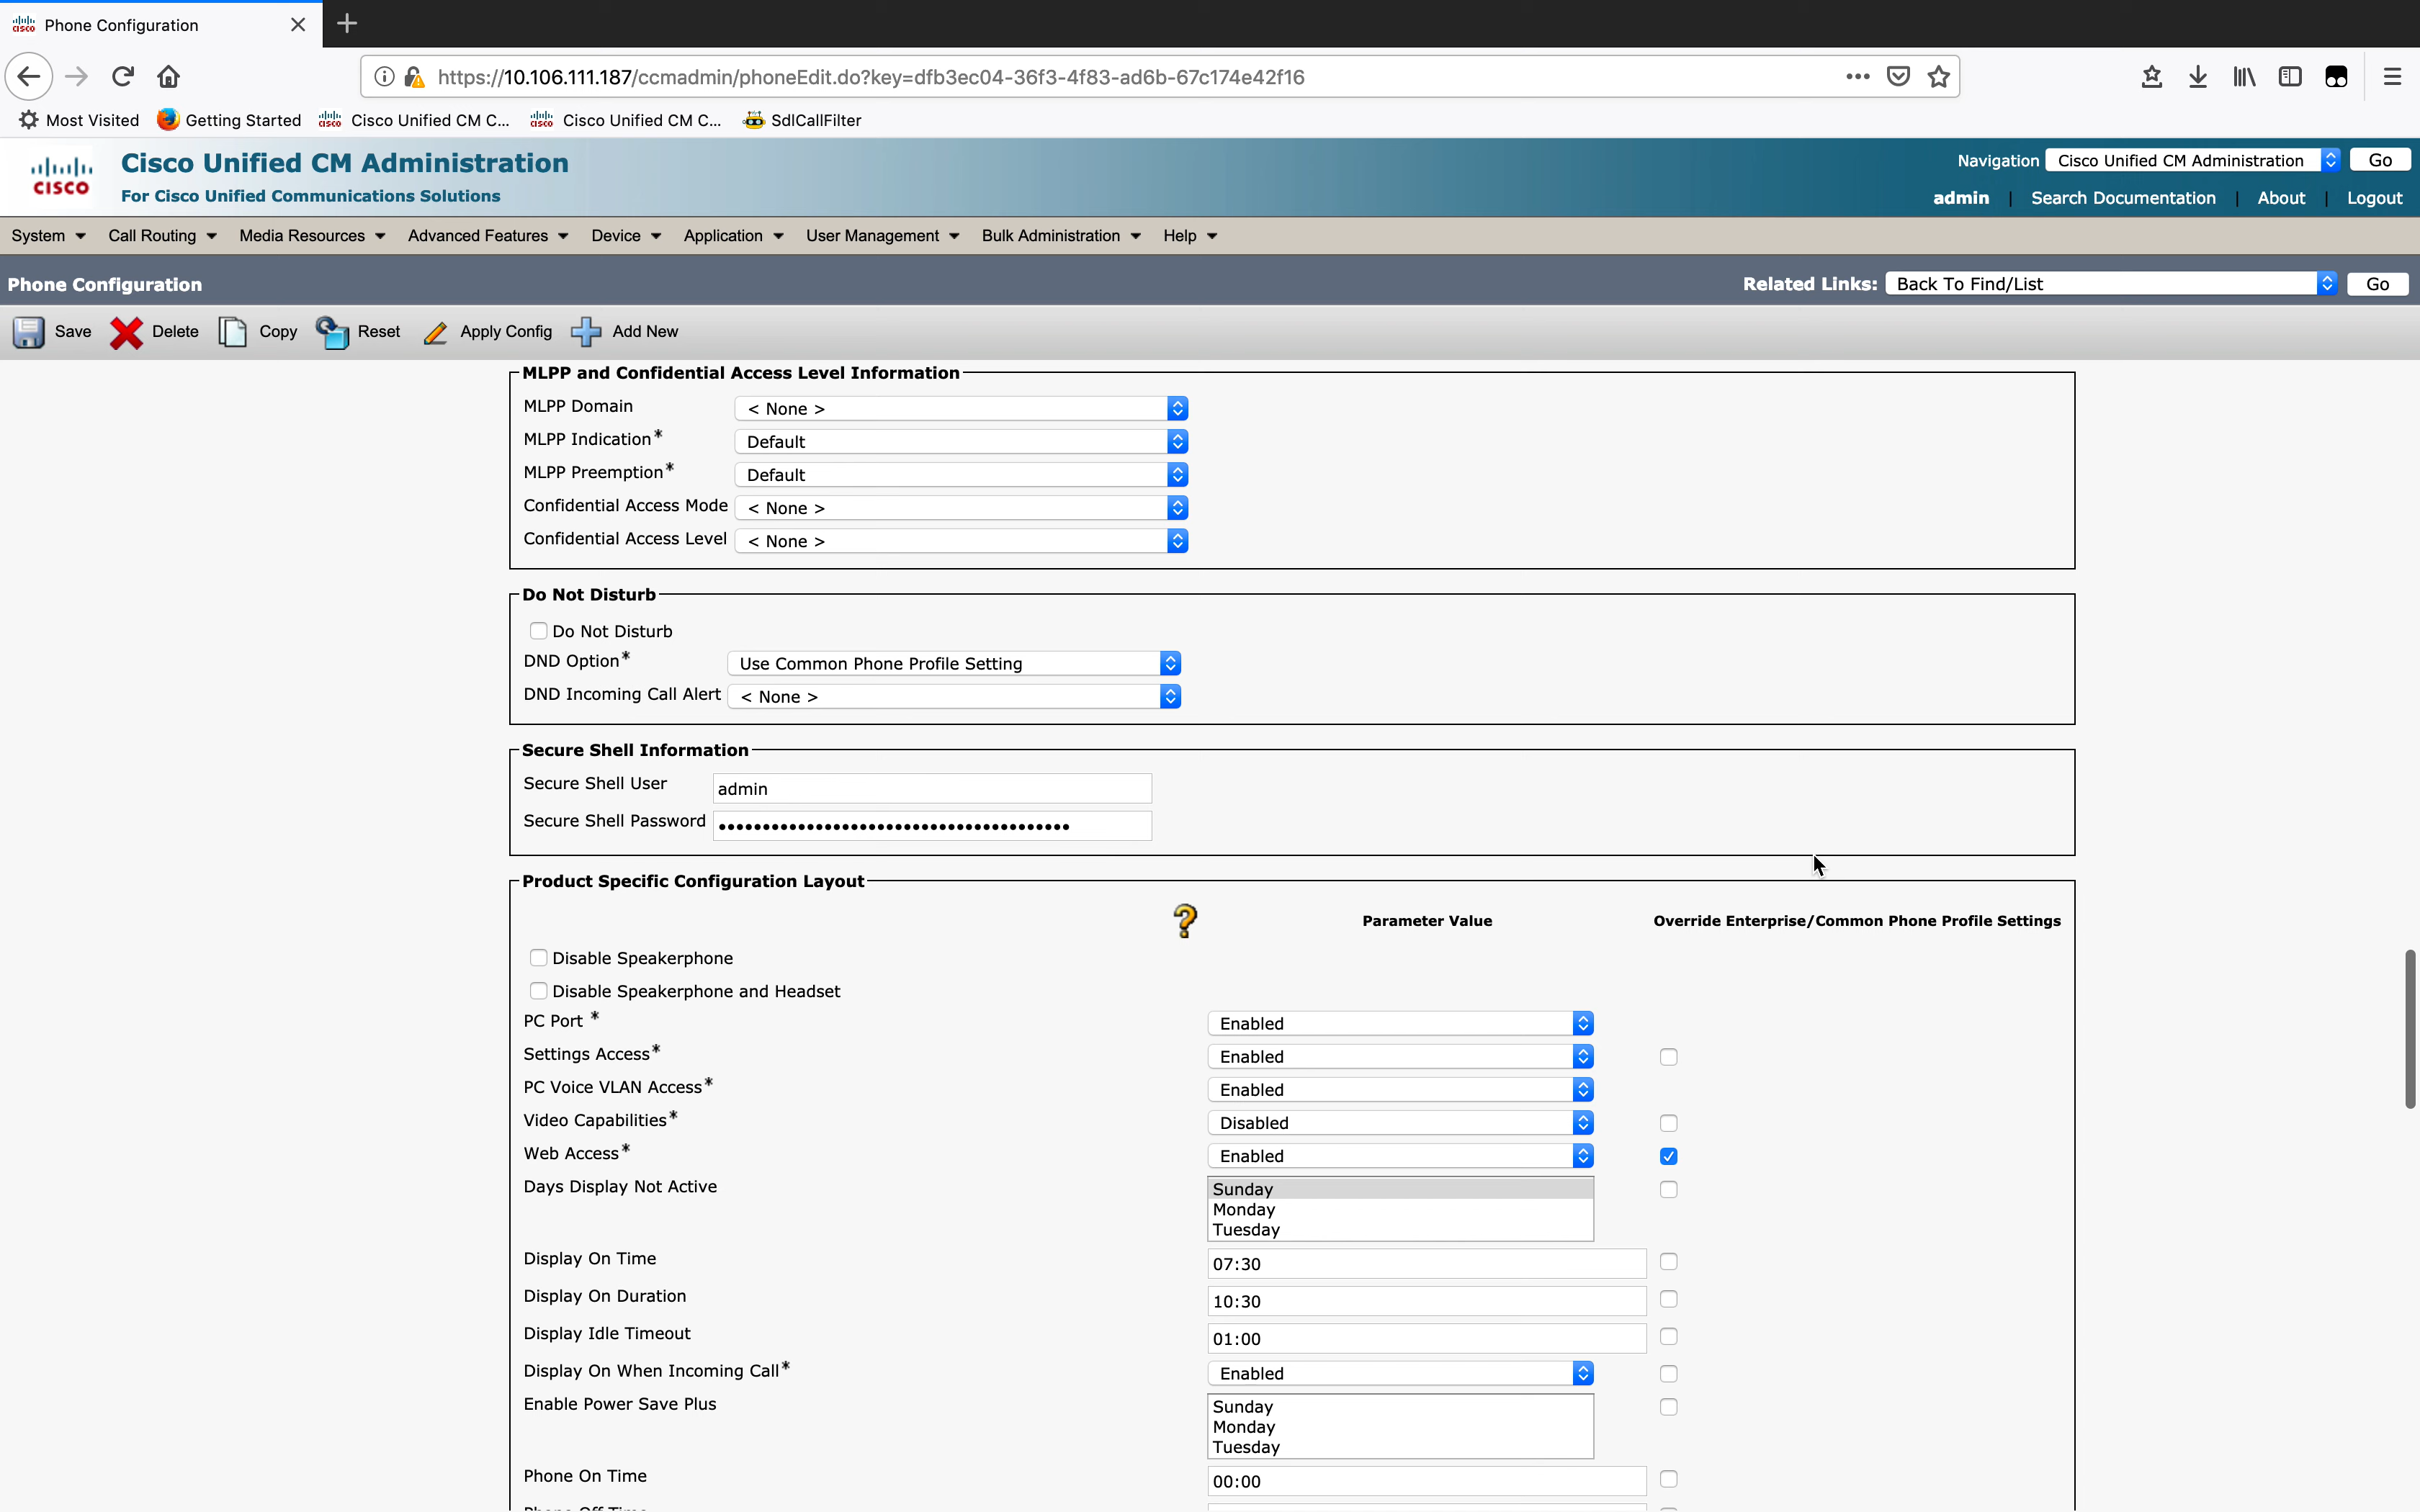 Phone Configuration
https://10.106.111.187/ccmadmin/phoneEdit.do?key=dfb3ec04-36f3-4f83-ad6b-67c174e42f16
Most Visited Getting Started Cisco Unified CM C... Cisco Unified CM C... SdlCallFilter
Cisco Unified CM Administration
For Cisco Unified Communications Solutions
CISCO
Navigation Cisco Unified CM Administration Go
admin | Search Documentation | About | Logout
System Call Routing Media Resources Advanced Features Device Application User Management Bulk Administration Help
Phone Configuration
Related Links: Back To Find/List Go
Save Delete Copy Reset Apply Config Add New
MLPP and Confidential Access Level Information
MLPP Domain < None >
MLPP Indication* Default
MLPP Preemption* Default
Confidential Access Mode < None >
Confidential Access Level < None >
Do Not Disturb
Do Not Disturb
DND Option* Use Common Phone Profile Setting
DND Incoming Call Alert < None >
Secure Shell Information
Secure Shell User admin
Secure Shell Password
Product Specific Configuration Layout
? Parameter Value Override Enterprise/Common Phone Profile Settings
Disable Speakerphone
Disable Speakerphone and Headset
PC Port * Enabled
Settings Access* Enabled
PC Voice VLAN Access* Enabled
Video Capabilities* Disabled
Web Access* Enabled
Days Display Not Active Sunday
Monday
Tuesday
Display On Time 07:30
Display On Duration 10:30
Display Idle Timeout 01:00
Display On When Incoming Call* Enabled
Enable Power Save Plus Sunday
Monday
Tuesday
Phone On Time 00:00